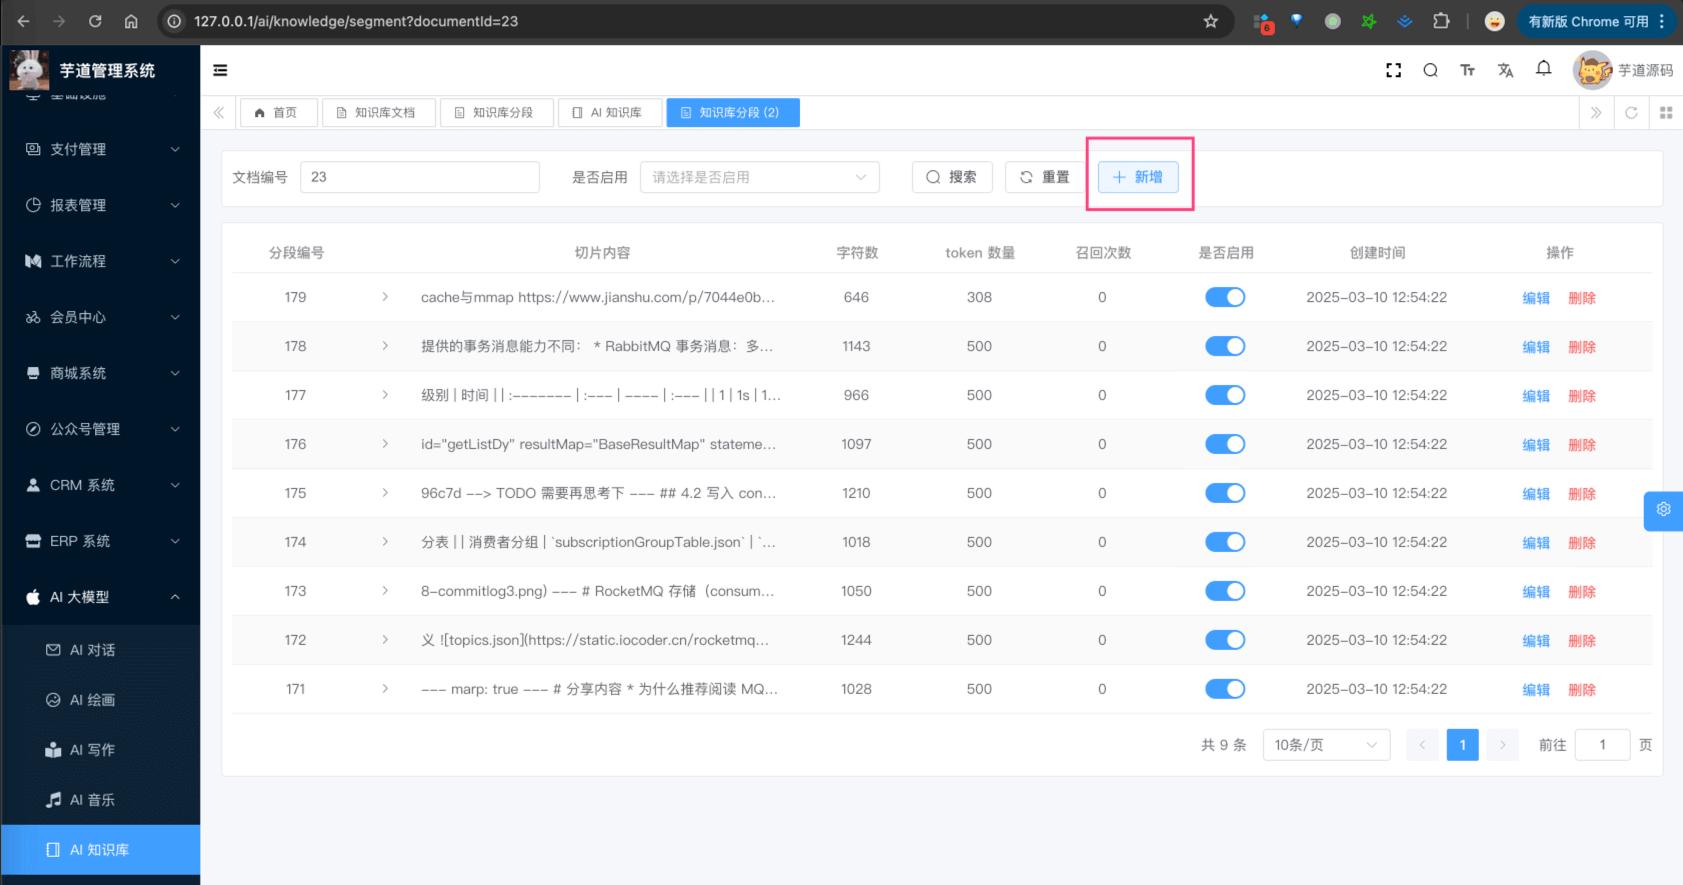 127.0.0.1/ai/knowledge/segment?documentId=23
6
有新版 Chrome 可用
芋道管理系统
芋道源码
基础设施
支付管理
报表管理
工作流程
会员中心
商城系统
公众号管理
CRM 系统
ERP 系统
AI 大模型
AI 对话
AI 绘画
AI 写作
AI 音乐
AI 知识库
首页 知识库文档 知识库分段 AI 知识库 知识库分段 (2)
文档编号 23 是否启用 请选择是否启用 搜索 重置 新增
分段编号 切片内容 字符数 token 数量 召回次数 是否启用 创建时间 操作
179 cache与mmap https://www.jianshu.com/p/7044e0b... 646 308 0 2025-03-10 12:54:22 编辑 删除
178 提供的事务消息能力不同： * RabbitMQ 事务消息：多... 1143 500 0 2025-03-10 12:54:22 编辑 删除
177 级别 | 时间 | | :------- | :--- | ---- | :--- | | 1 | 1s | 1... 966 500 0 2025-03-10 12:54:22 编辑 删除
176 id="getListDy" resultMap="BaseResultMap" stateme... 1097 500 0 2025-03-10 12:54:22 编辑 删除
175 96c7d --> TODO 需要再思考下 --- ## 4.2 写入 con... 1210 500 0 2025-03-10 12:54:22 编辑 删除
174 分表 | | 消费者分组 | `subscriptionGroupTable.json` | `... 1018 500 0 2025-03-10 12:54:22 编辑 删除
173 8-commitlog3.png) --- # RocketMQ 存储（consum... 1050 500 0 2025-03-10 12:54:22 编辑 删除
172 义 ![topics.json](https://static.iocoder.cn/rocketmq... 1244 500 0 2025-03-10 12:54:22 编辑 删除
171 --- marp: true --- # 分享内容 * 为什么推荐阅读 MQ... 1028 500 0 2025-03-10 12:54:22 编辑 删除
共 9 条 10条/页 1 前往 1 页